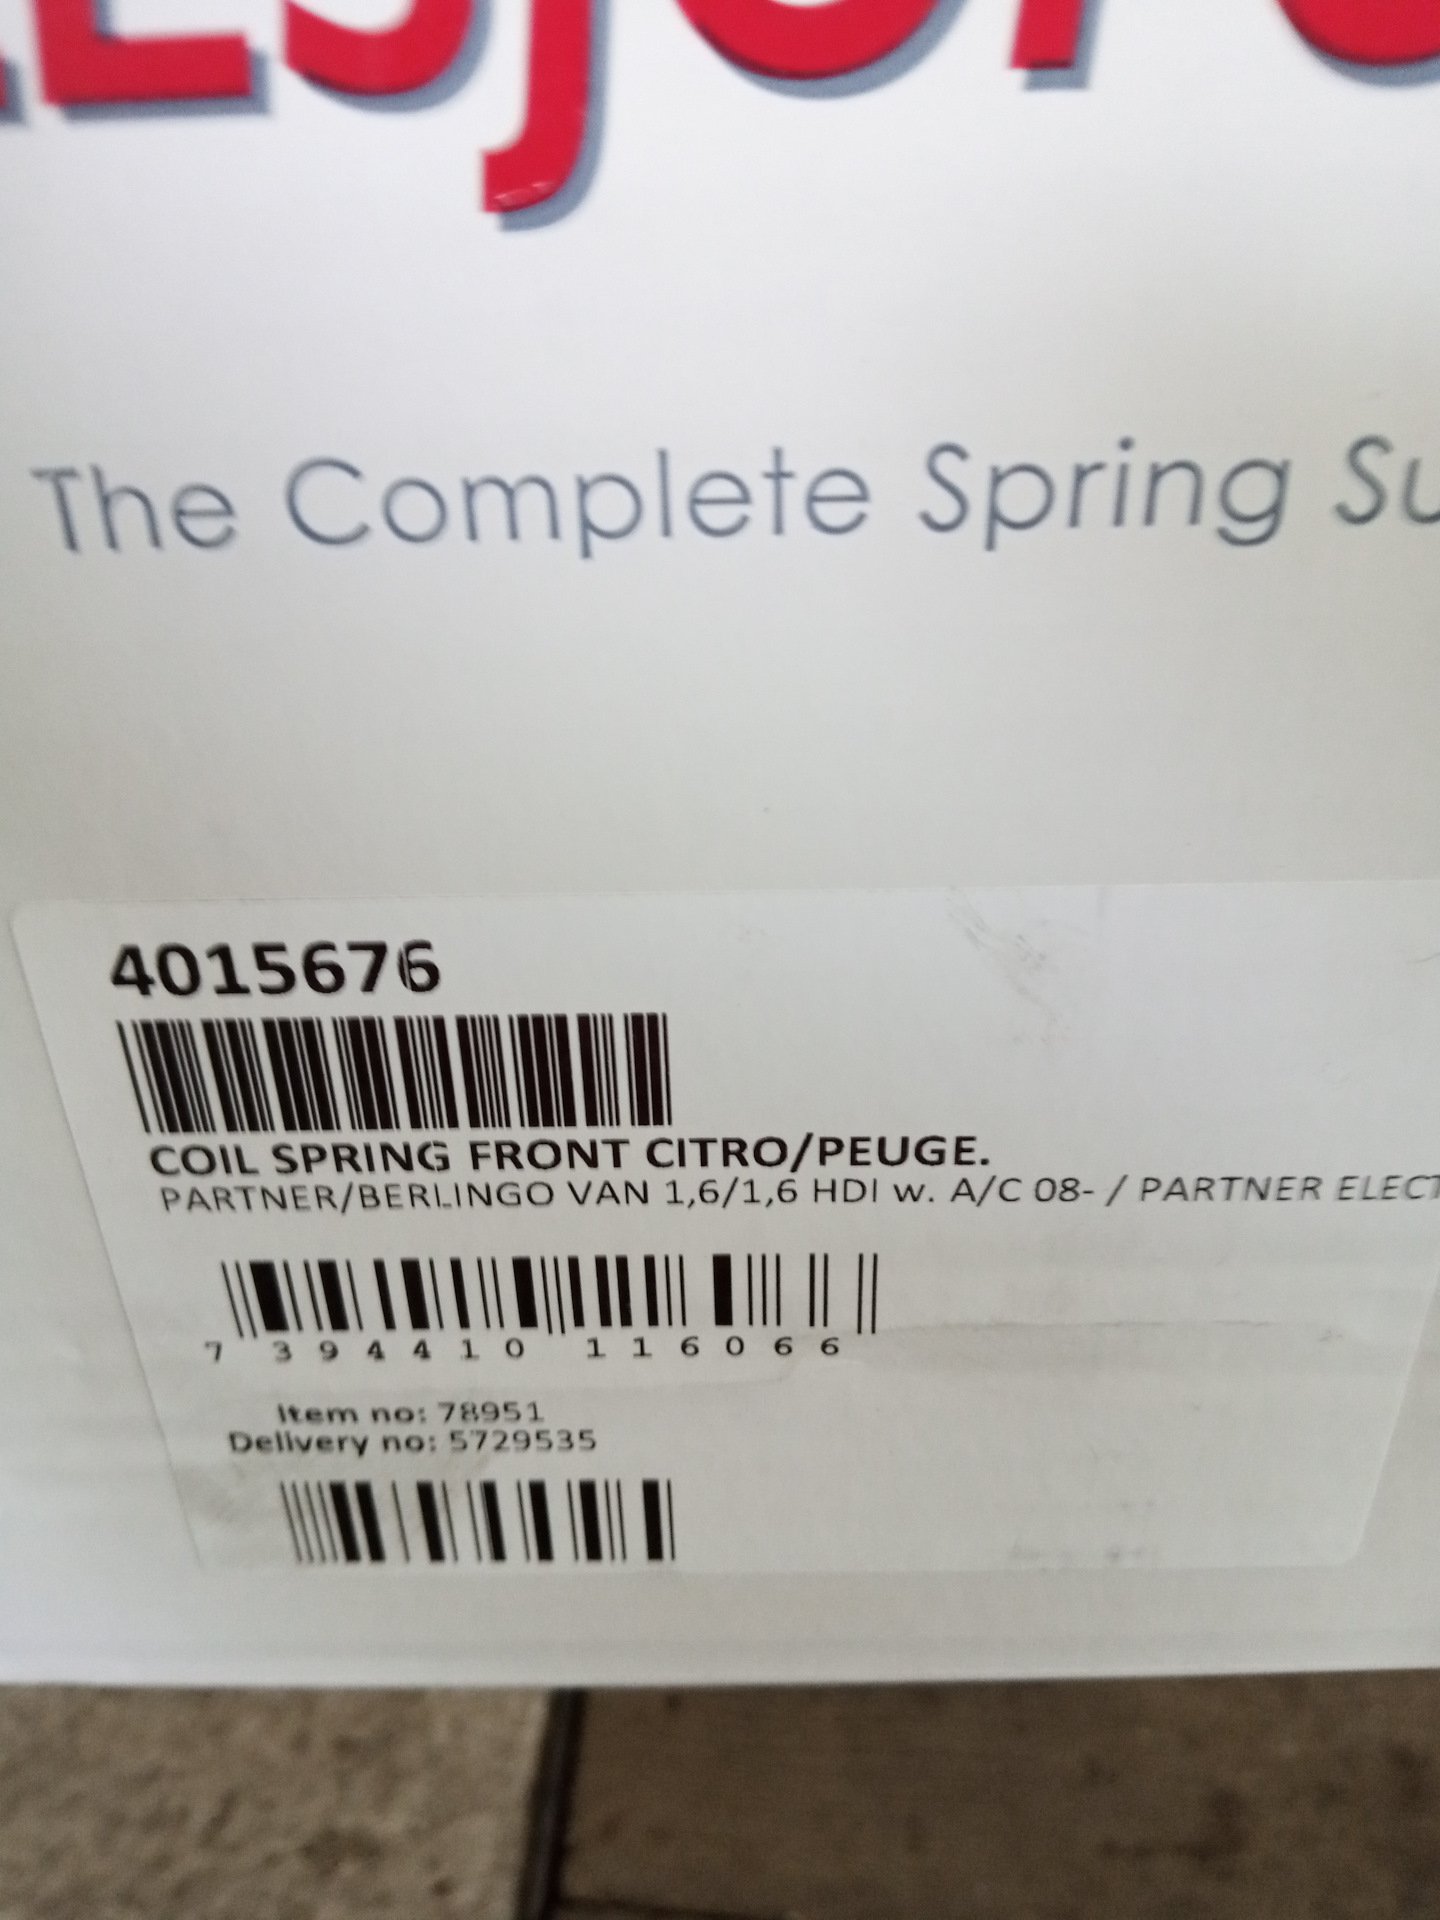 LESJÖFORS
The Complete Spring Su
4015676
COIL SPRING FRONT CITRO/PEUGE.
PARTNER/BERLINGO VAN 1,6/1,6 HDI w. A/C 08- / PARTNER ELECT
7 394410 116066
Item no: 78951
Delivery no: 5729535